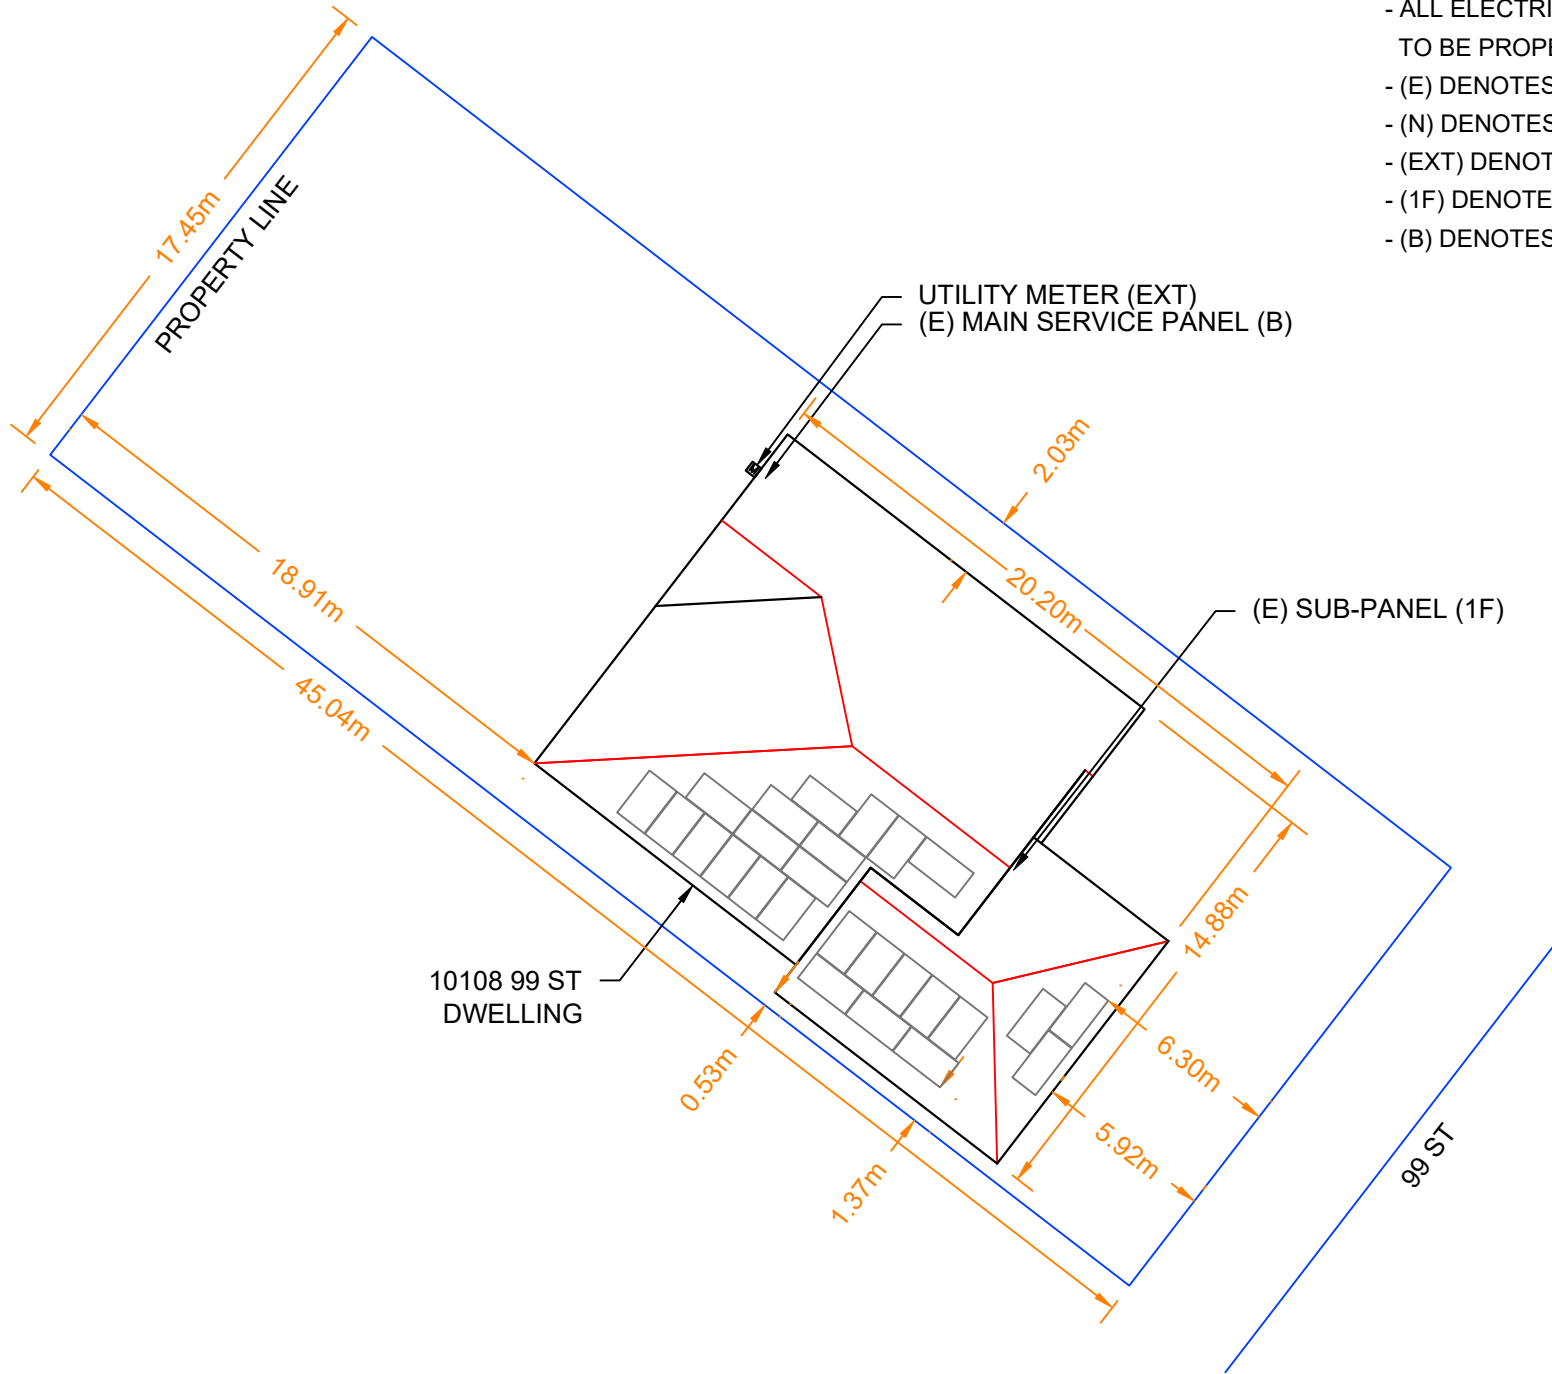 - ALL ELECTRI
TO BE PROPE
- (E) DENOTES
- (N) DENOTES
- (EXT) DENOT
- (1F) DENOTE
- (B) DENOTES
17.45m
PROPERTY LINE
UTILITY METER (EXT)
(E) MAIN SERVICE PANEL (B)
2.03m
18.91m
20.20m
(E) SUB-PANEL (1F)
45.04m
14.88m
10108 99 ST
DWELLING
0.53m
6.30m
5.92m
1.37m
99 ST